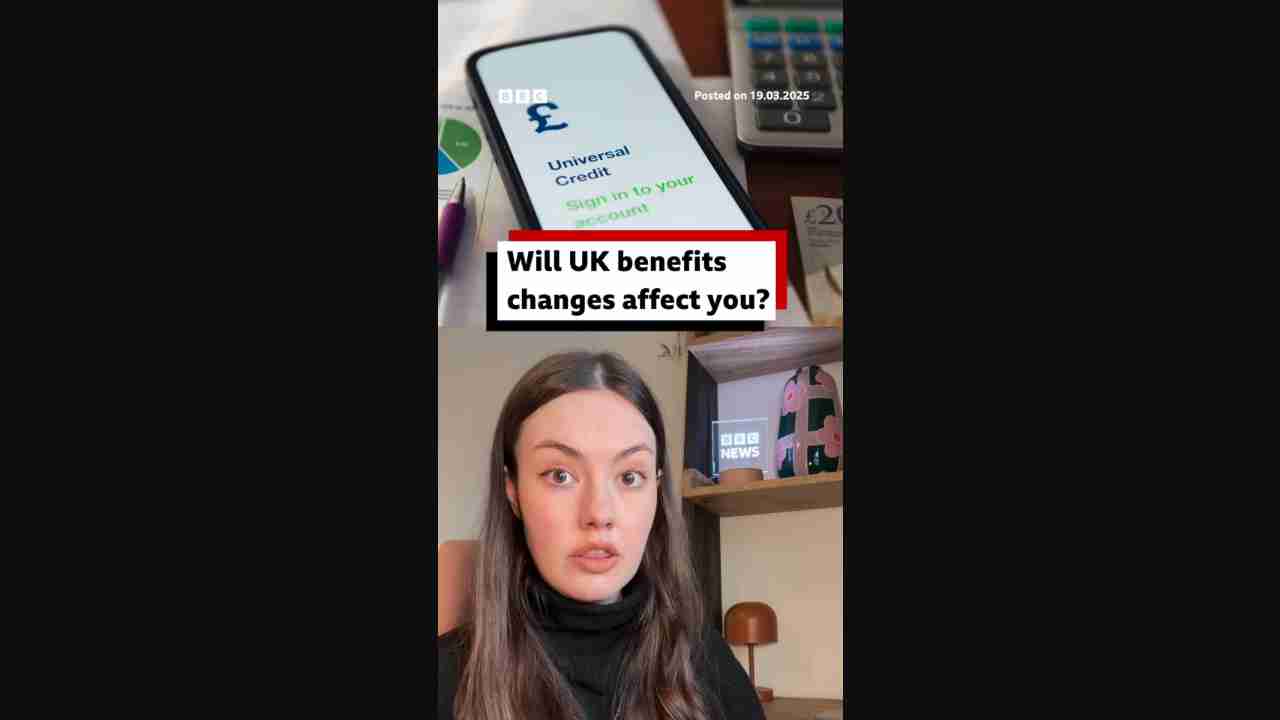 BBC
Posted on 19.03.2025
£
Universal
Credit
Sign in to your
account
£20
Will UK benefits
changes affect you?
BBC
NEWS